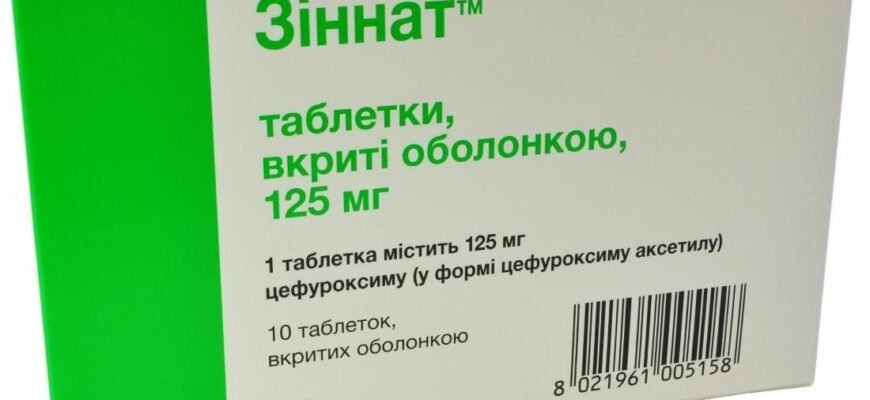 Зіннат™
таблетки,
вкриті оболонкою,
125 мг
1 таблетка містить 125 мг
цефуроксиму (у формі цефуроксиму аксетилу)
10 таблеток,
вкритих оболонкою
8 021961 005158